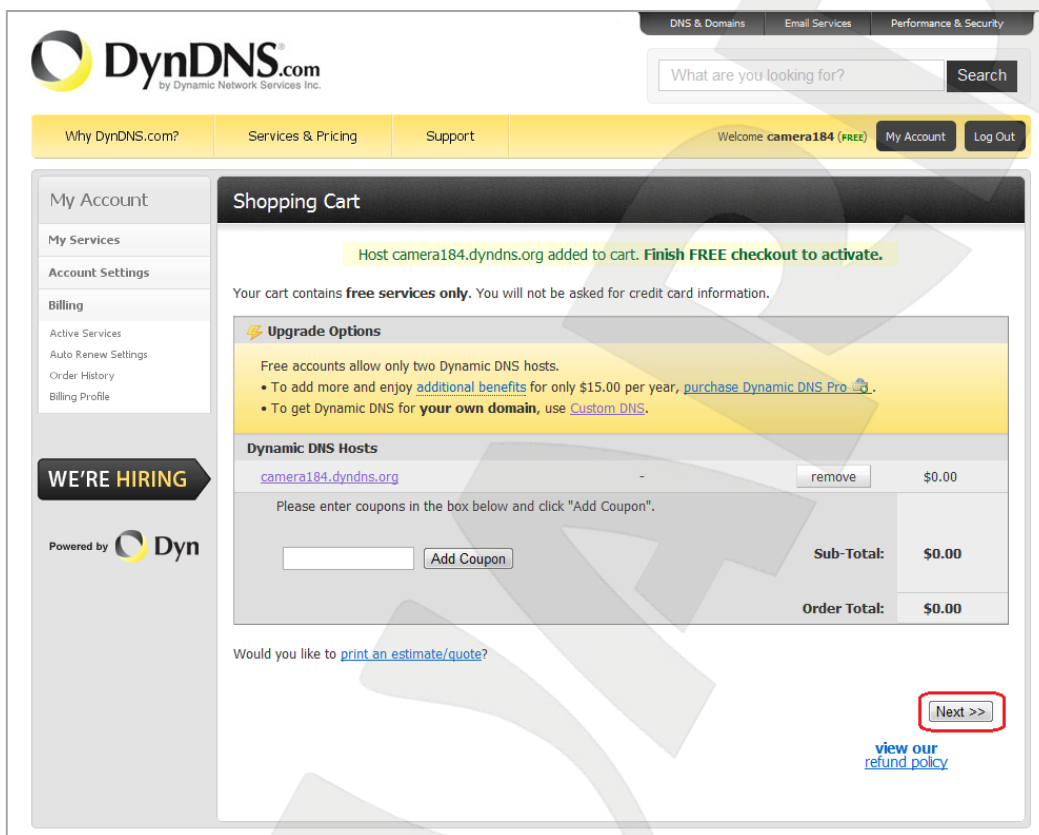 DNS & Domains Email Services Performance & Security
DynDNS.com
by Dynamic Network Services Inc.
What are you looking for? Search
Why DynDNS.com? Services & Pricing Support Welcome camera184 (FREE) My Account Log Out
My Account
My Services
Account Settings
Billing
Active Services
Auto Renew Settings
Order History
Billing Profile
WE'RE HIRING
Powered by Dyn
Shopping Cart
Host camera184.dyndns.org added to cart. Finish FREE checkout to activate.
Your cart contains free services only. You will not be asked for credit card information.
Upgrade Options
Free accounts allow only two Dynamic DNS hosts.
• To add more and enjoy additional benefits for only $15.00 per year, purchase Dynamic DNS Pro .
• To get Dynamic DNS for your own domain, use Custom DNS.
Dynamic DNS Hosts
camera184.dyndns.org - remove $0.00
Please enter coupons in the box below and click "Add Coupon".
Add Coupon Sub-Total: $0.00
Order Total: $0.00
Would you like to print an estimate/quote?
Next >>
view our
refund policy